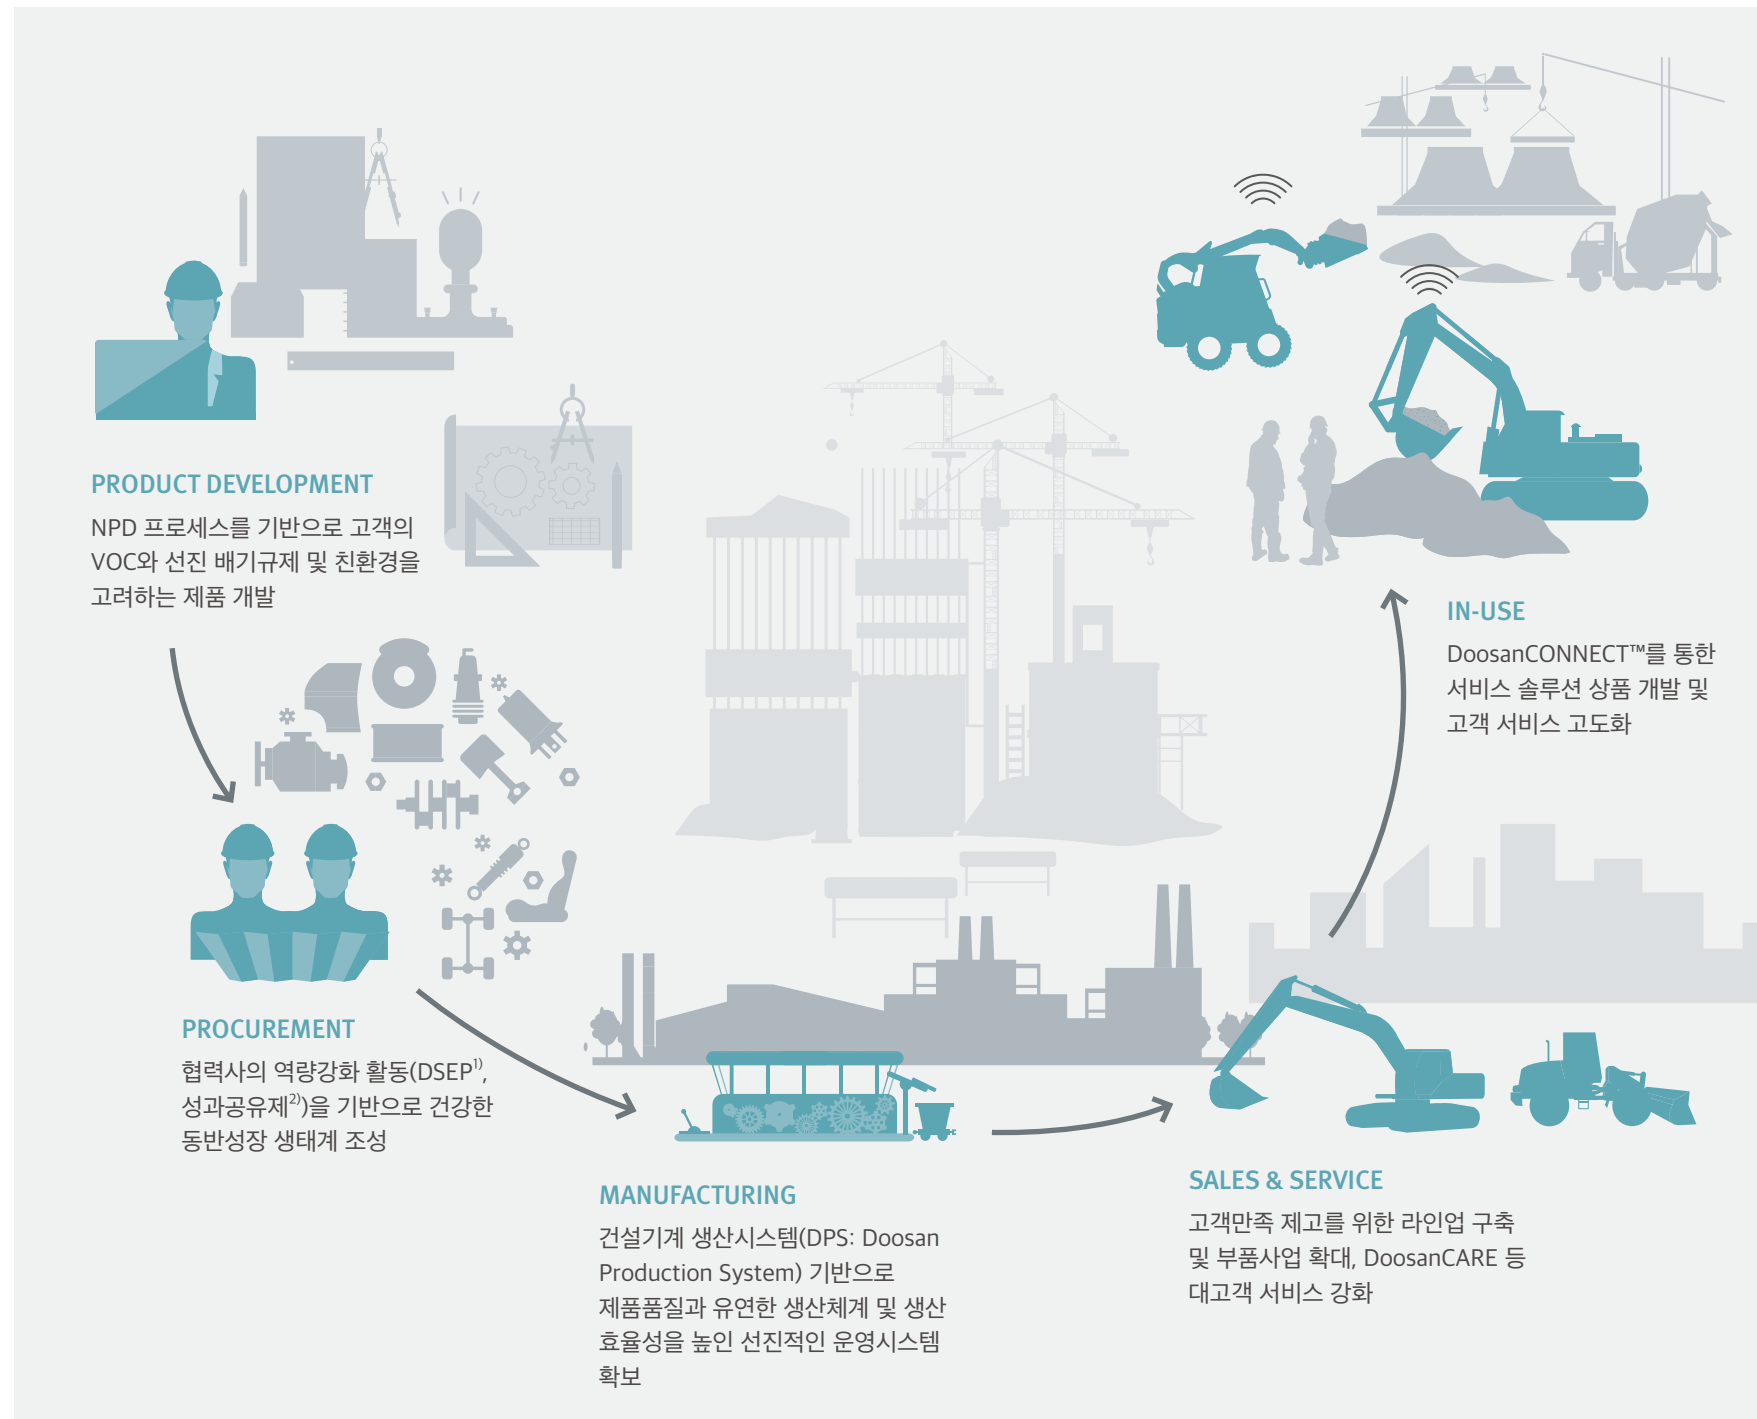 PRODUCT DEVELOPMENT
NPD 프로세스를 기반으로 고객의
VOC와 선진 배기규제 및 친환경을
고려하는 제품 개발
PROCUREMENT
협력사의 역량강화 활동(DSEP¹⁾,
성과공유제²⁾)을 기반으로 건강한
동반성장 생태계 조성
MANUFACTURING
건설기계 생산시스템(DPS: Doosan
Production System) 기반으로
제품품질과 유연한 생산체계 및 생산
효율성을 높인 선진적인 운영시스템
확보
SALES & SERVICE
고객만족 제고를 위한 라인업 구축
및 부품사업 확대, DoosanCARE 등
대고객 서비스 강화
IN-USE
DoosanCONNECT™를 통한
서비스 솔루션 상품 개발 및
고객 서비스 고도화